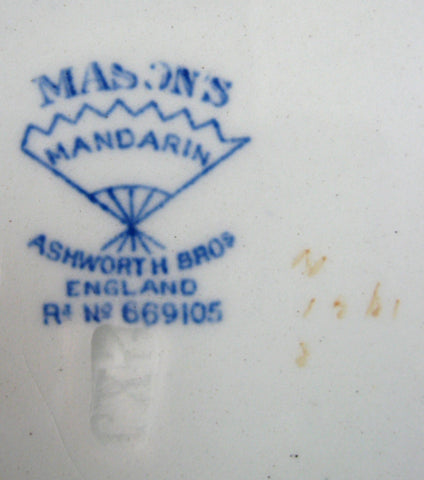 MASON'S
MANDARIN
ASHWORTH BROS
ENGLAND
Rd No 669105
N